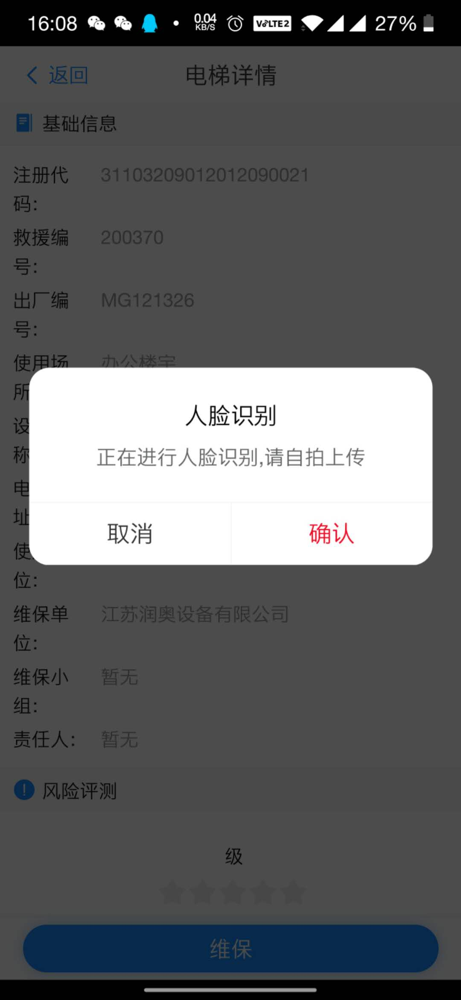 16:08 0.04 KB/S VoLTE2 27%
返回 电梯详情
基础信息
注册代码: 31103209012012090021
救援编号: 200370
出厂编号: MG121326
使用场所 办公楼宇
设
称
电
址
使
位:
人脸识别
正在进行人脸识别,请自拍上传
取消 确认
维保单位: 江苏润奥设备有限公司
维保小组: 暂无
责任人: 暂无
风险评测
级
维保